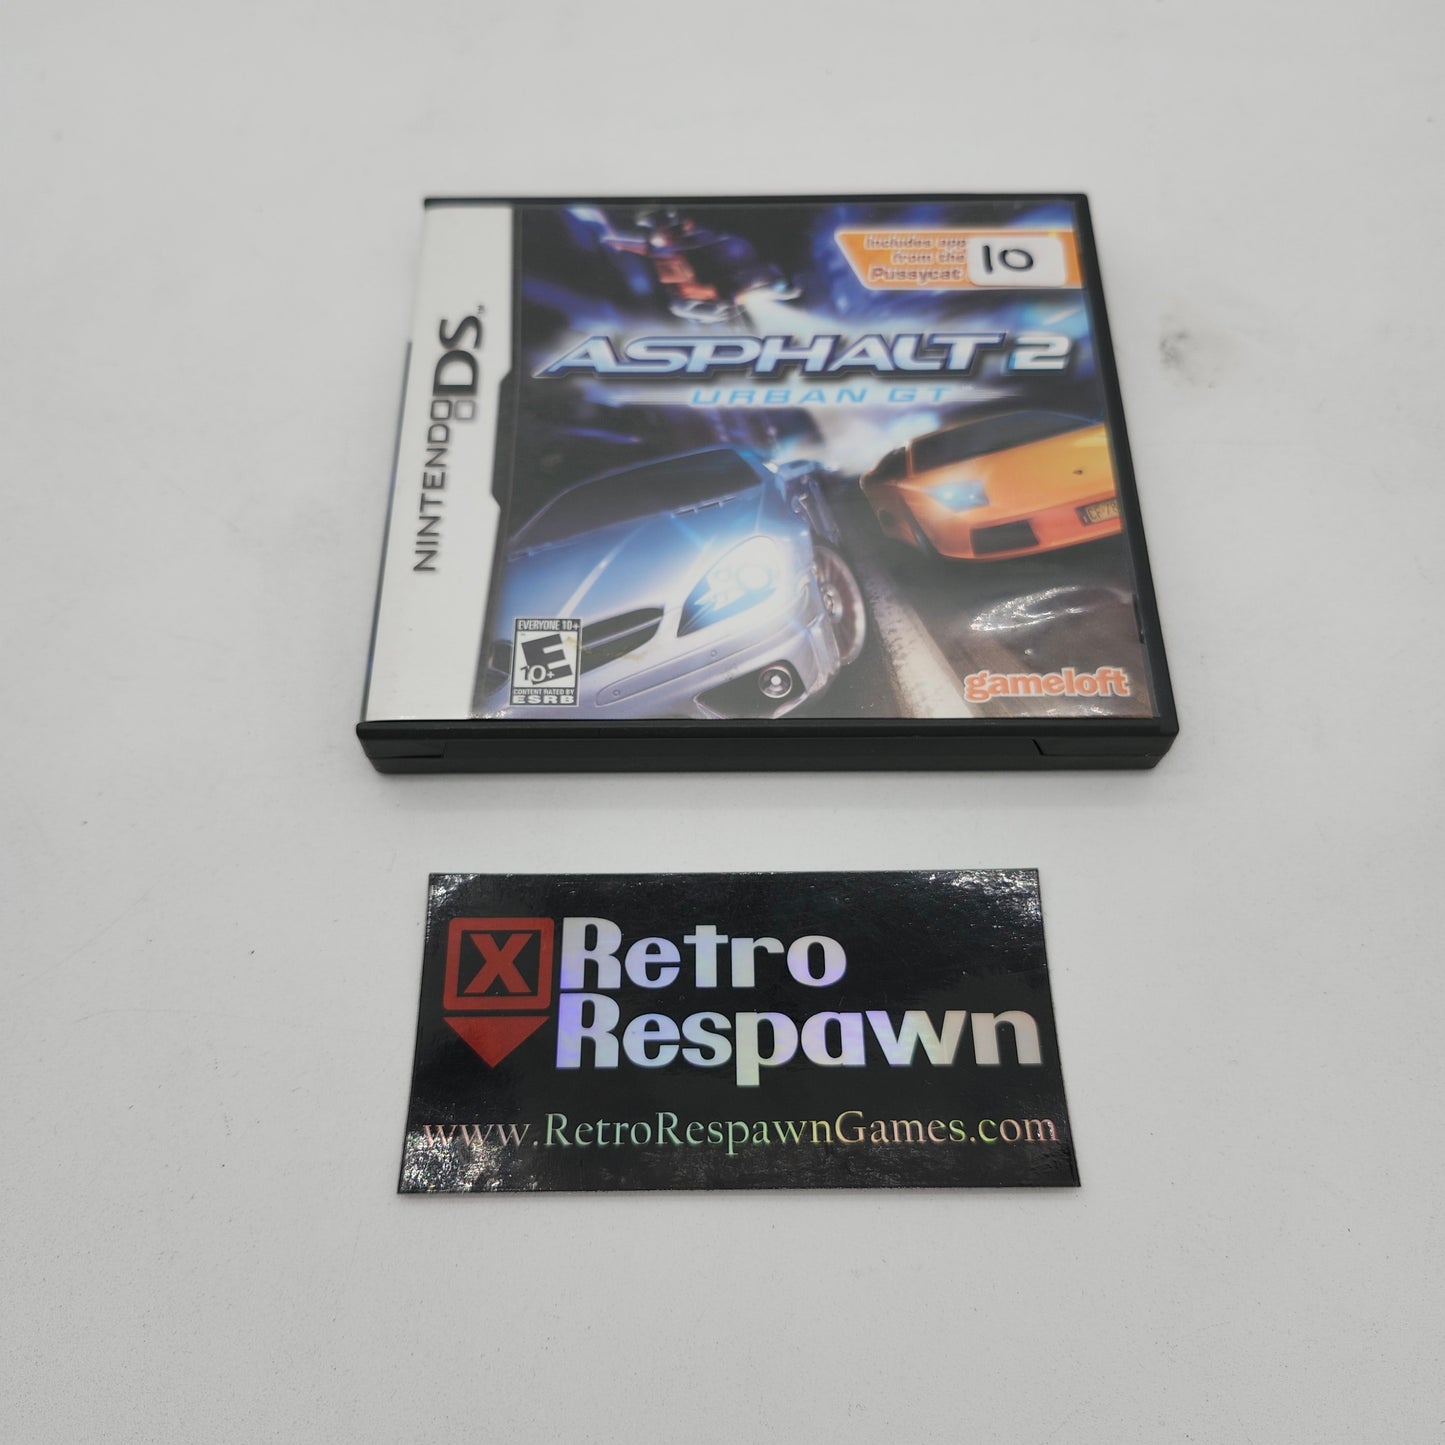 NINTENDO DS™
Includes app
from the
Pussycat
10
ASPHALT 2
URBAN GT
EVERYONE 10+
E
10+
CONTENT RATED BY
ESRB
gameloft
X Retro
Respawn
www.RetroRespawnGames.com